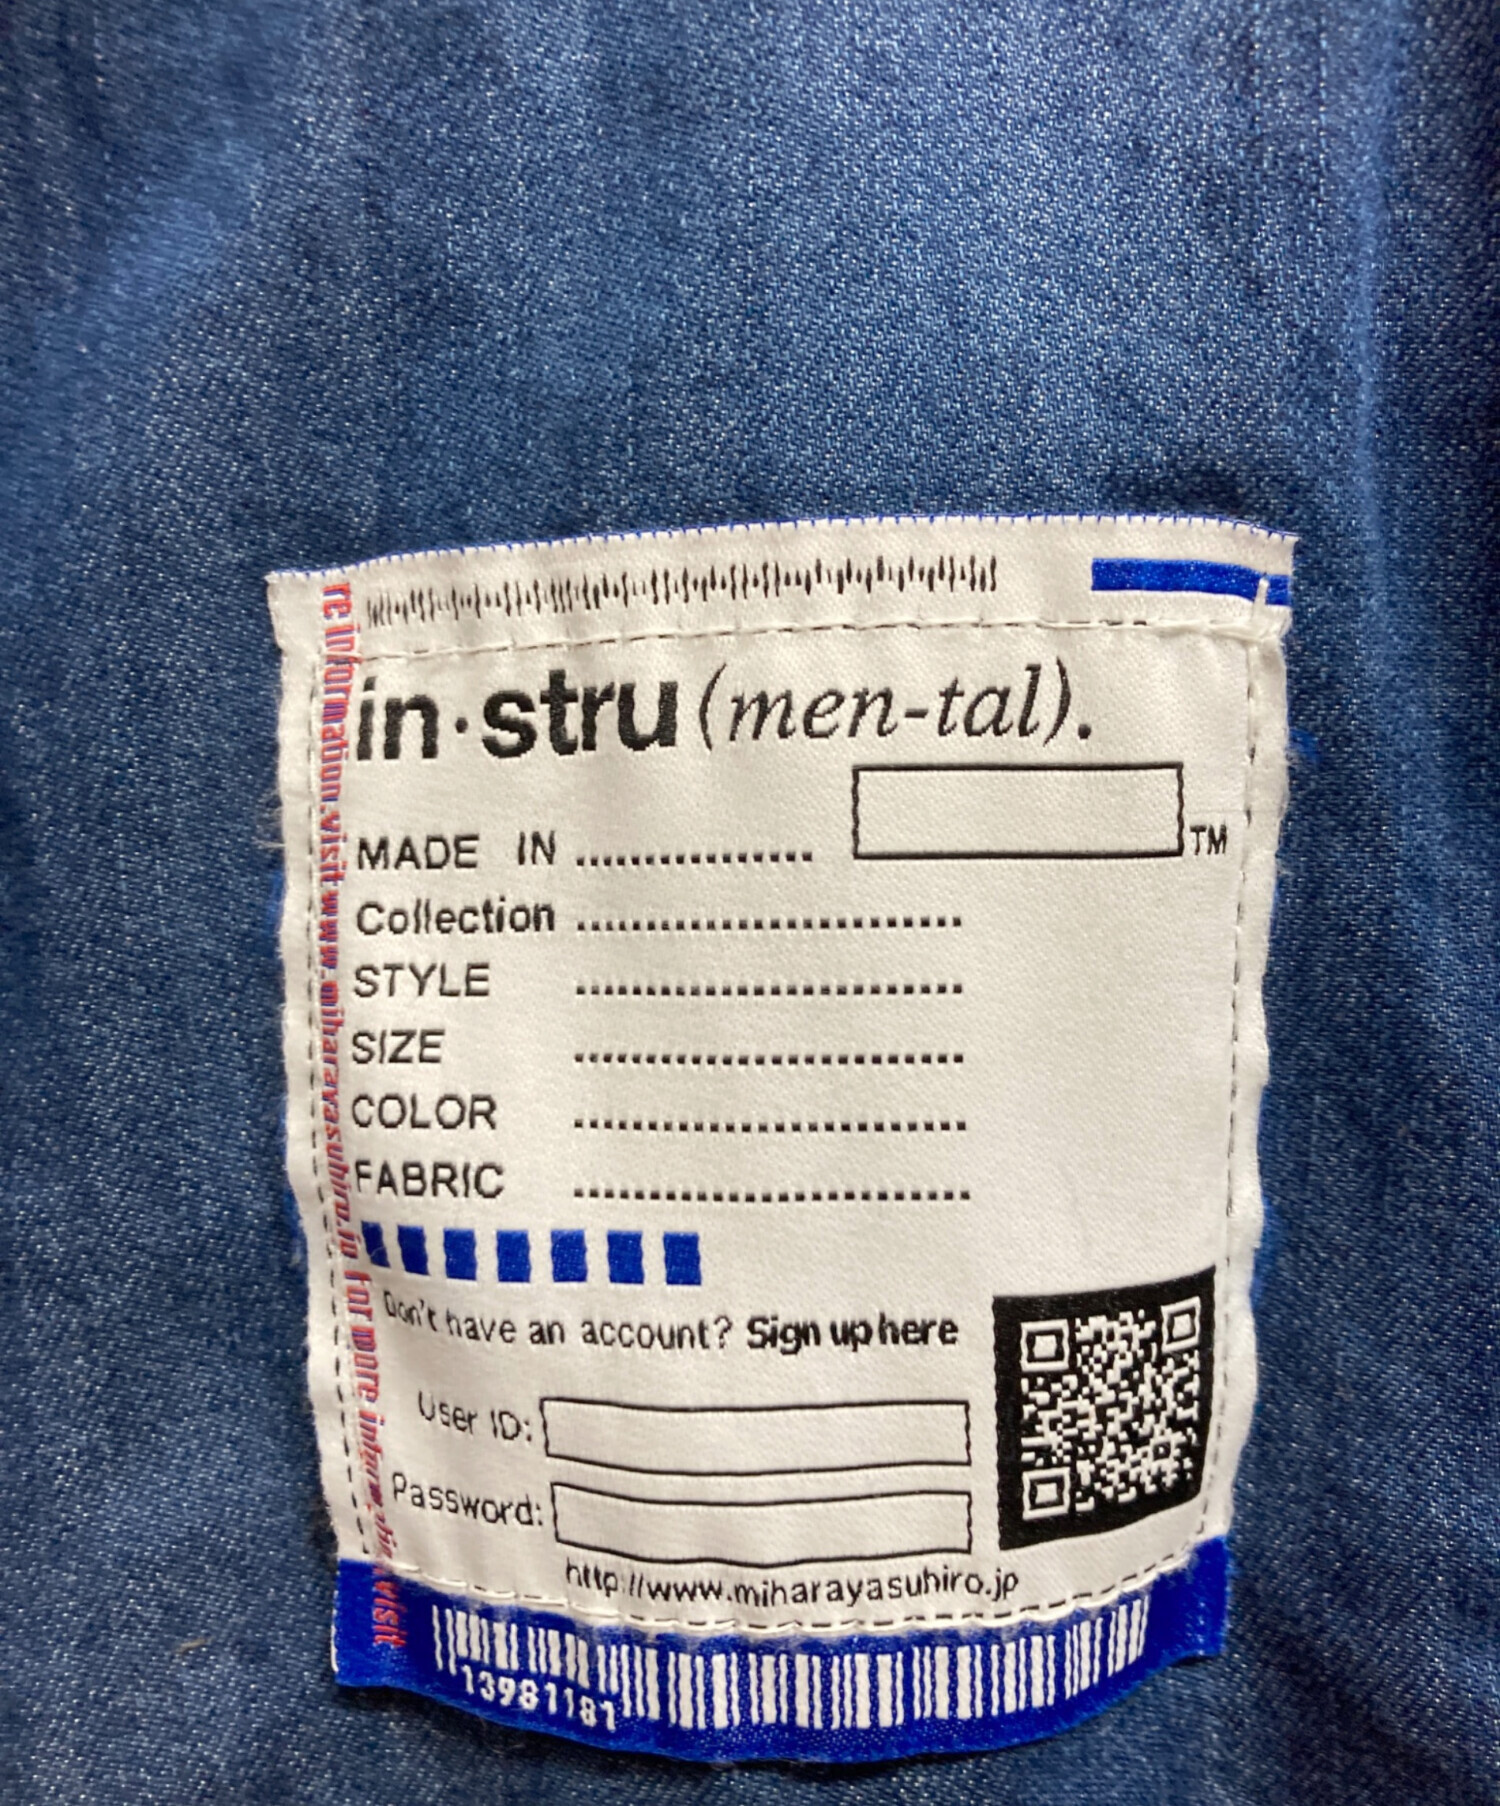 in·stru (men-tal).
MADE IN ..................
TM
Collection ..............................
STYLE ..............................
SIZE ..............................
COLOR ..............................
FABRIC ..............................
Don't have an account? Sign up here
User ID:
Password:
http://www.miharayasuhiro.jp
13981181
re information.visit www.miharayasuhiro.jp For more information.visit